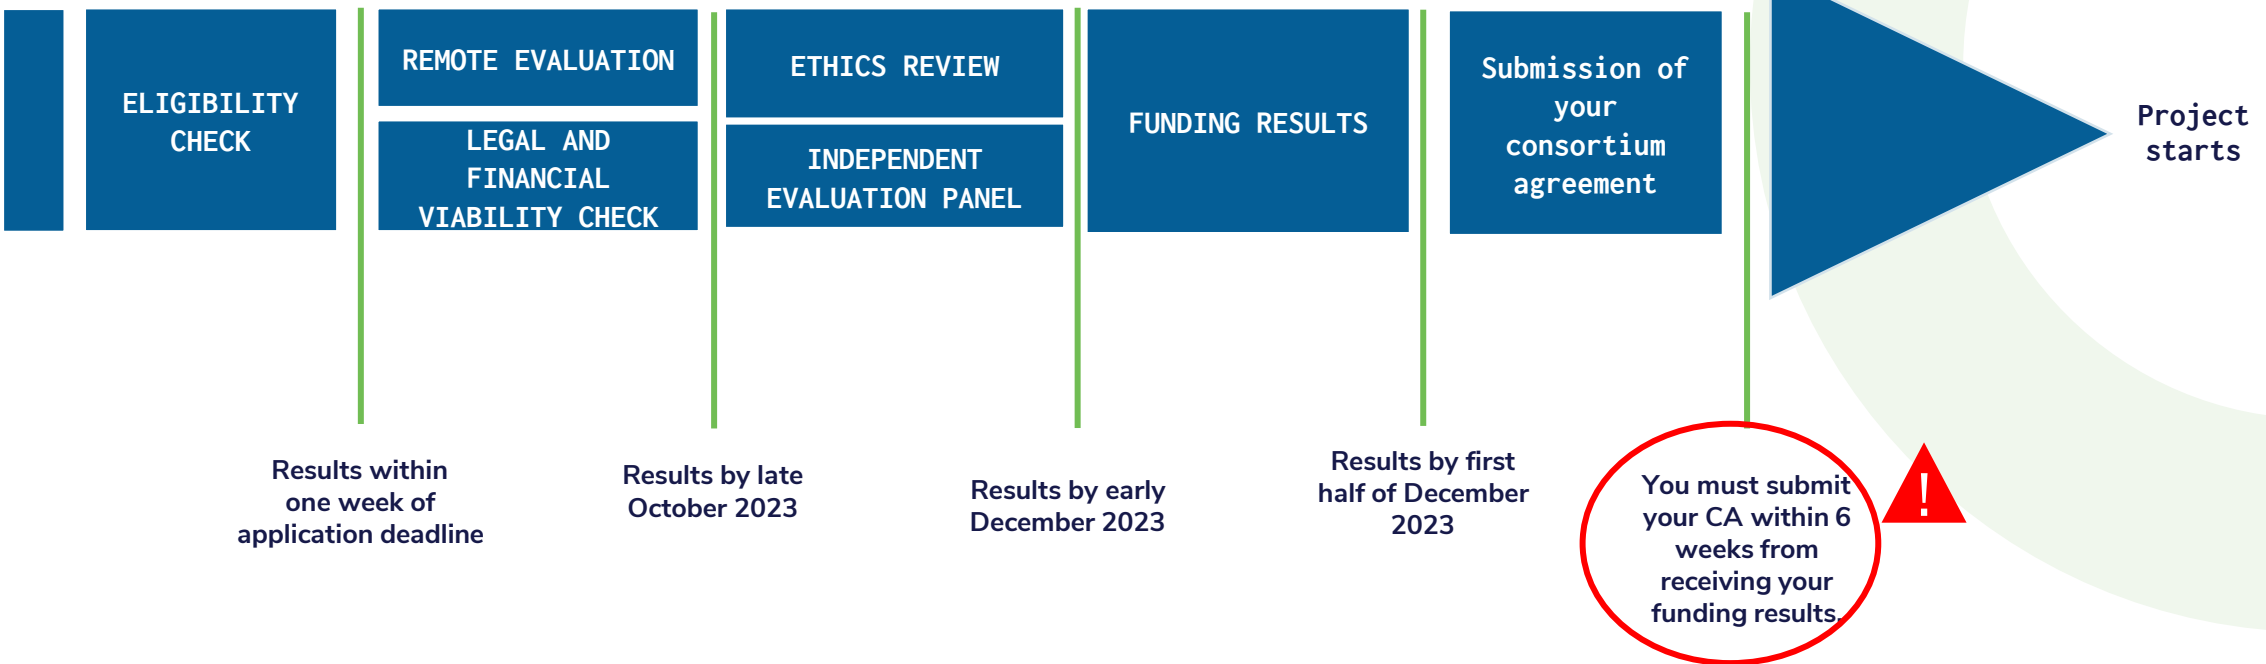 ELIGIBILITY
CHECK
REMOTE EVALUATION
LEGAL AND
FINANCIAL
VIABILITY CHECK
ETHICS REVIEW
INDEPENDENT
EVALUATION PANEL
FUNDING RESULTS
Submission of
your
consortium
agreement
Project
starts
Results within
one week of
application deadline
Results by late
October 2023
Results by early
December 2023
Results by first
half of December
2023
You must submit
your CA within 6
weeks from
receiving your
funding results.
!